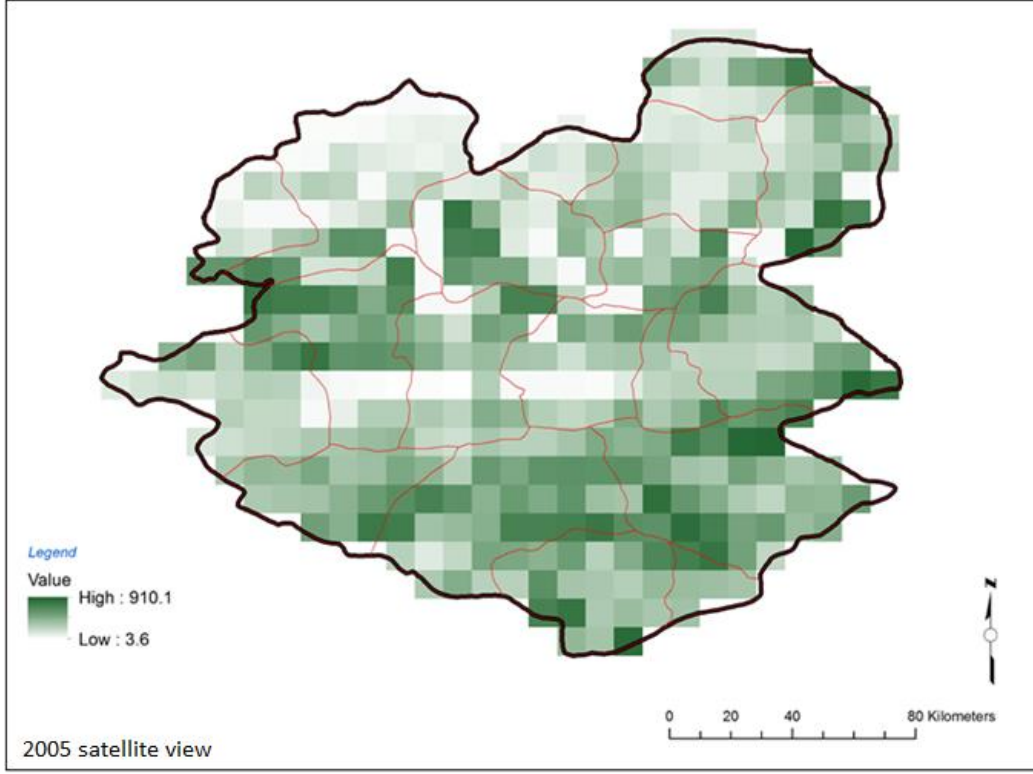 Legend
Value
High : 910.1
Low : 3.6
N
0 20 40 80 Kilometers
2005 satellite view